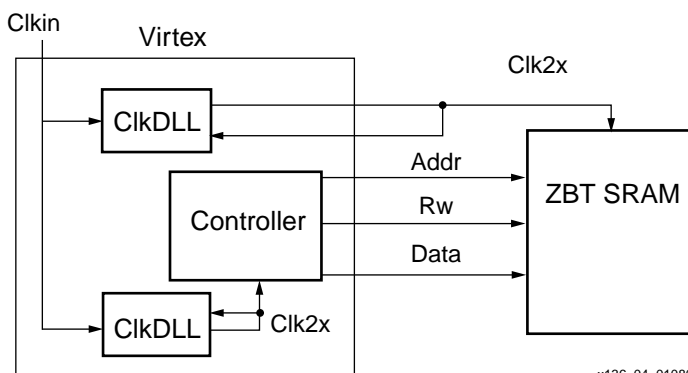 Clkin
Virtex
Clk2x
ClkDLL
Addr
ZBT SRAM
Controller
Rw
Data
ClkDLL
Clk2x